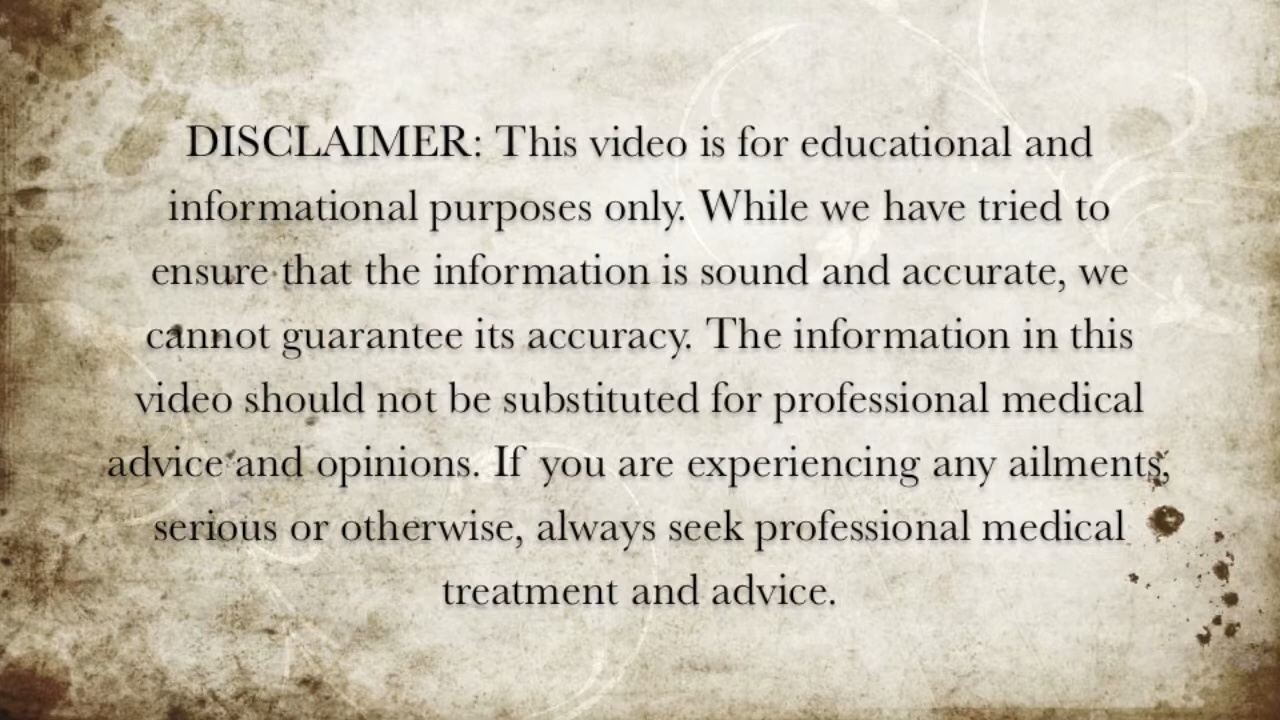 DISCLAIMER: This video is for educational and
informational purposes only. While we have tried to
ensure that the information is sound and accurate, we
cannot guarantee its accuracy. The information in this
video should not be substituted for professional medical
advice and opinions. If you are experiencing any ailments,
serious or otherwise, always seek professional medical
treatment and advice.